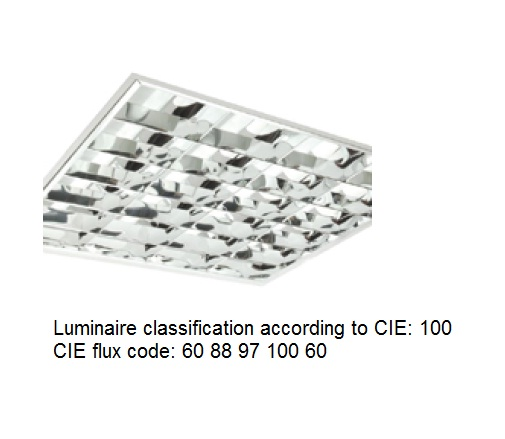 Luminaire classification according to CIE: 100
CIE flux code: 60 88 97 100 60